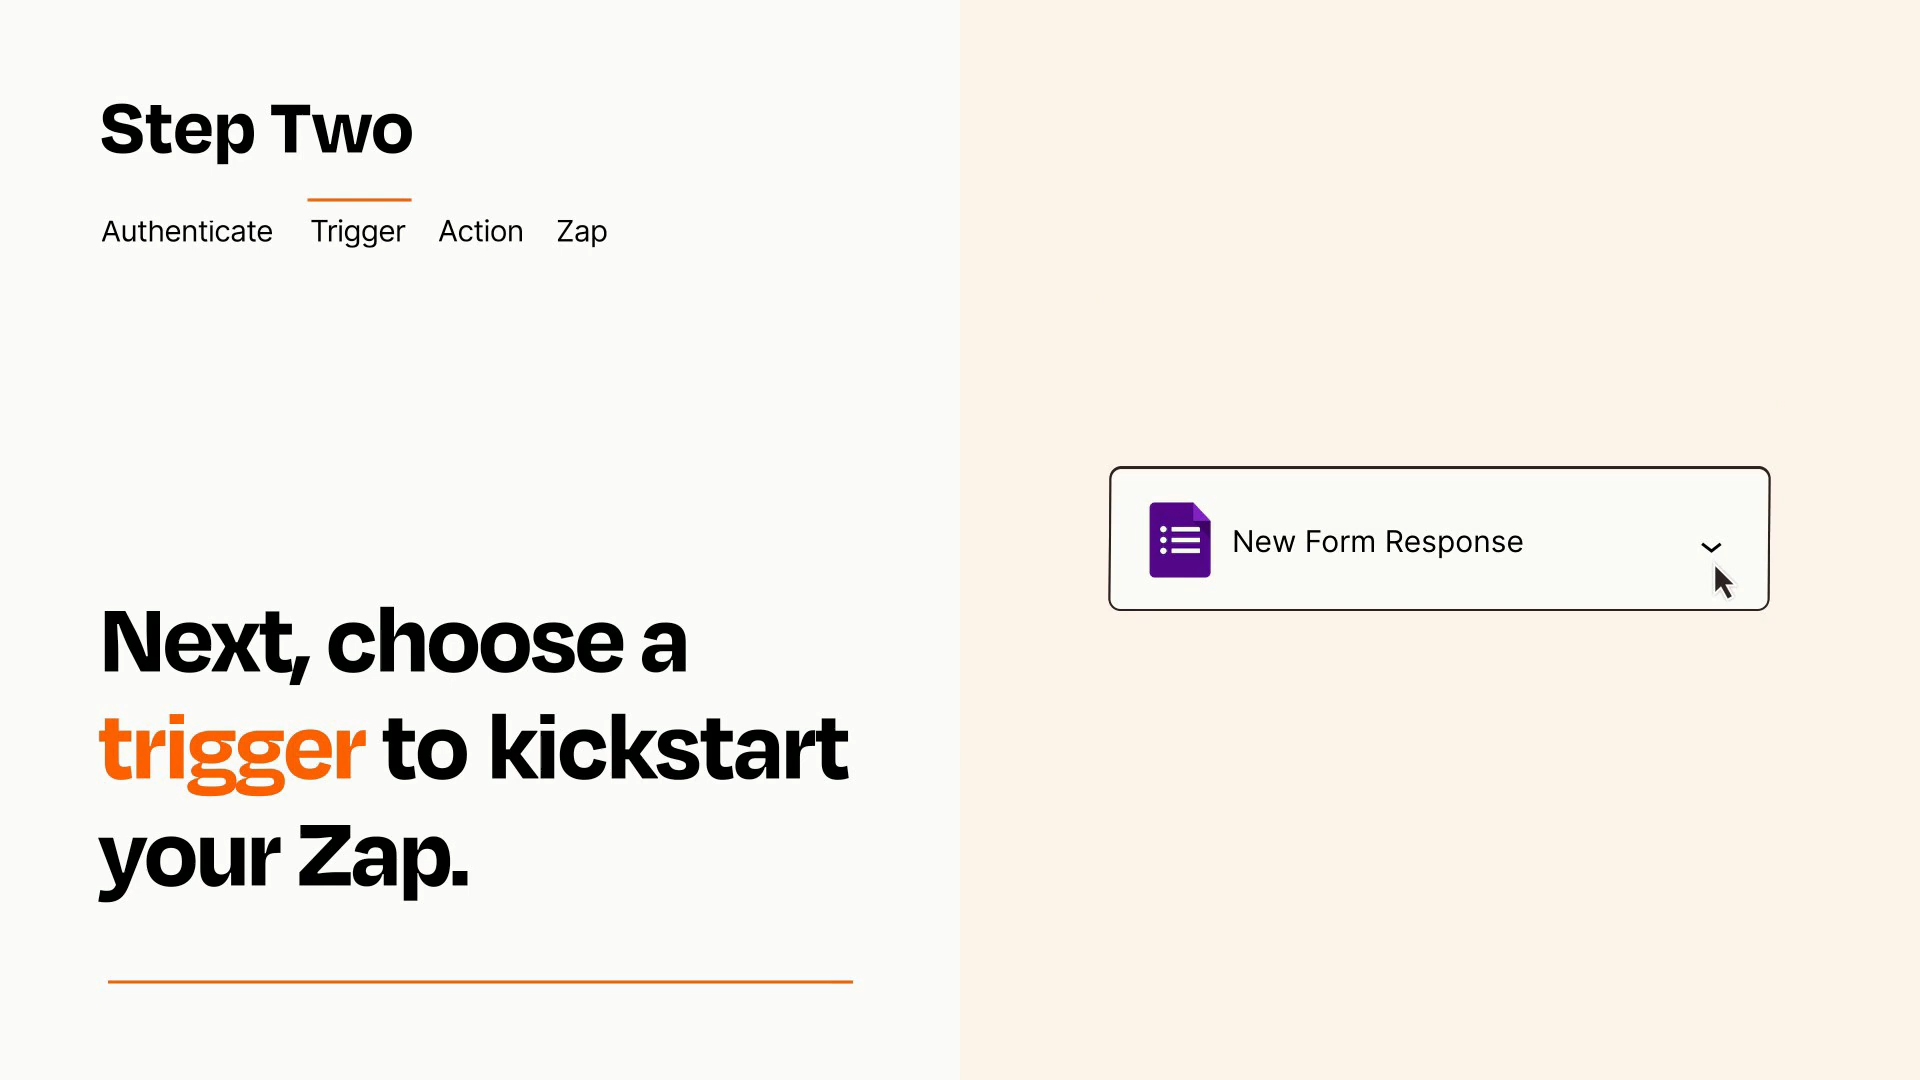 Step Two
Authenticate Trigger Action Zap
Next, choose a
trigger to kickstart
your Zap.
New Form Response